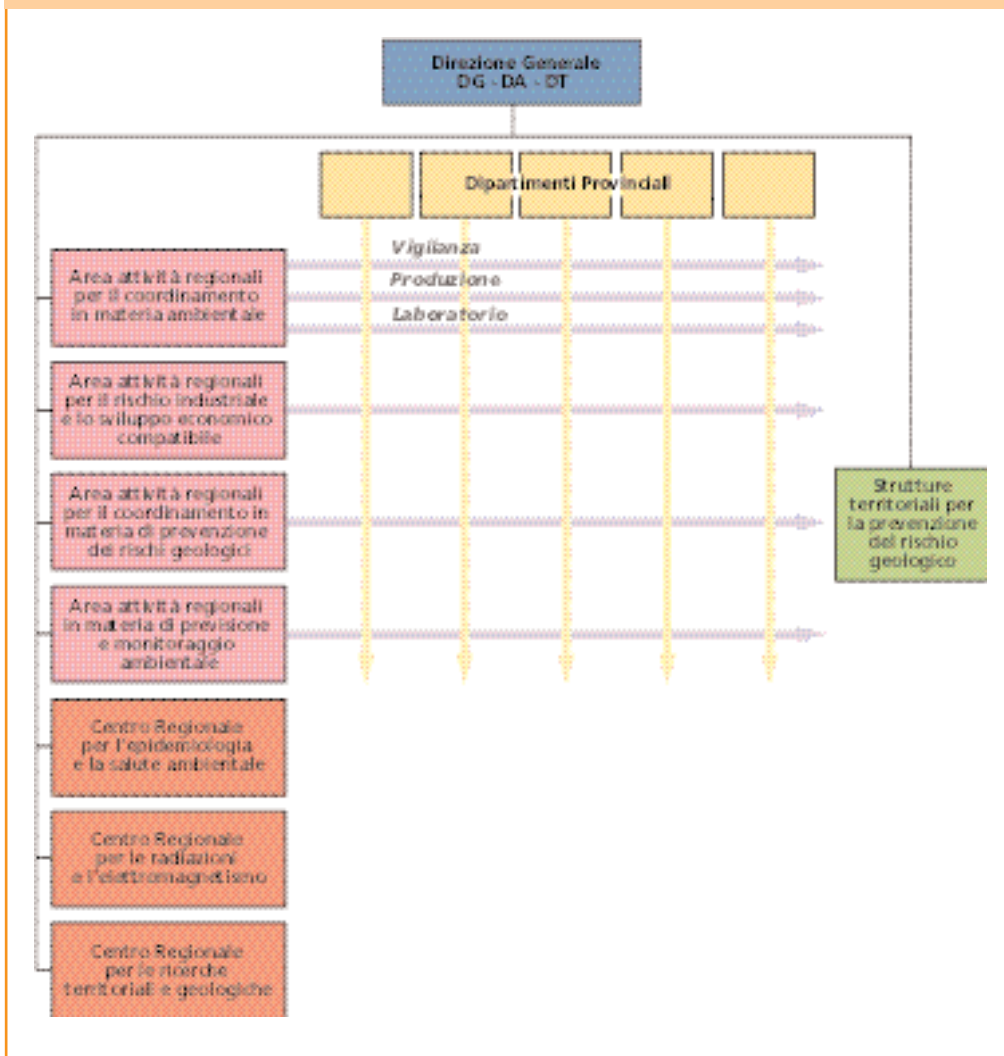 Direzione Generale
DG - DA - DT
Dipartimenti Provinciali
Vigilanza
Produzione
Laboratorio
Area attività regionali
per il coordinamento
in materia ambientale
Area attività regionali
per il rischio industriale
e lo sviluppo economico
compatibile
Area attività regionali
per il coordinamento in
materia di prevenzione
dei rischi geologici
Area attività regionali
in materia di previsione
e monitoraggio
ambientale
Strutture
territoriali per
la prevenzione
del rischio
geologico
Centro Regionale
per l'epidemiologia
e la salute ambientale
Centro Regionale
per le radiazioni
e l'elettromagnetismo
Centro Regionale
per le ricerche
territoriali e geologiche